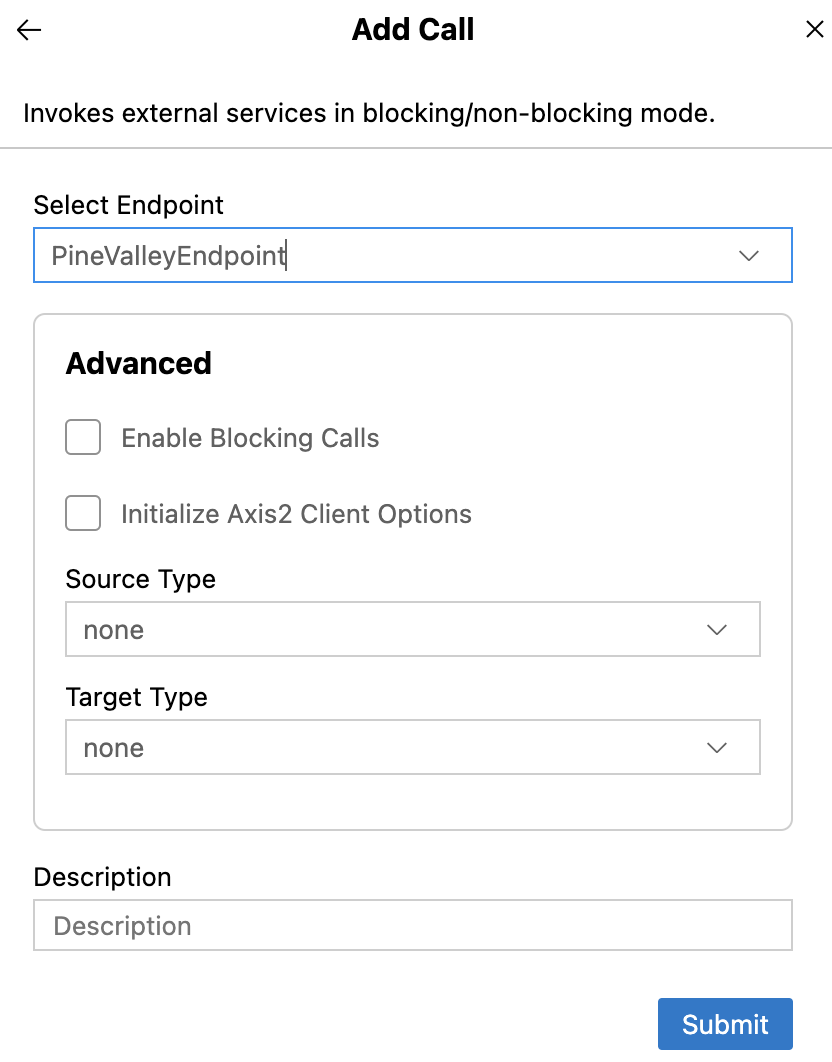 Add Call
Invokes external services in blocking/non-blocking mode.
Select Endpoint
PineValleyEndpoint
Advanced
Enable Blocking Calls
Initialize Axis2 Client Options
Source Type
none
Target Type
none
Description
Description
Submit